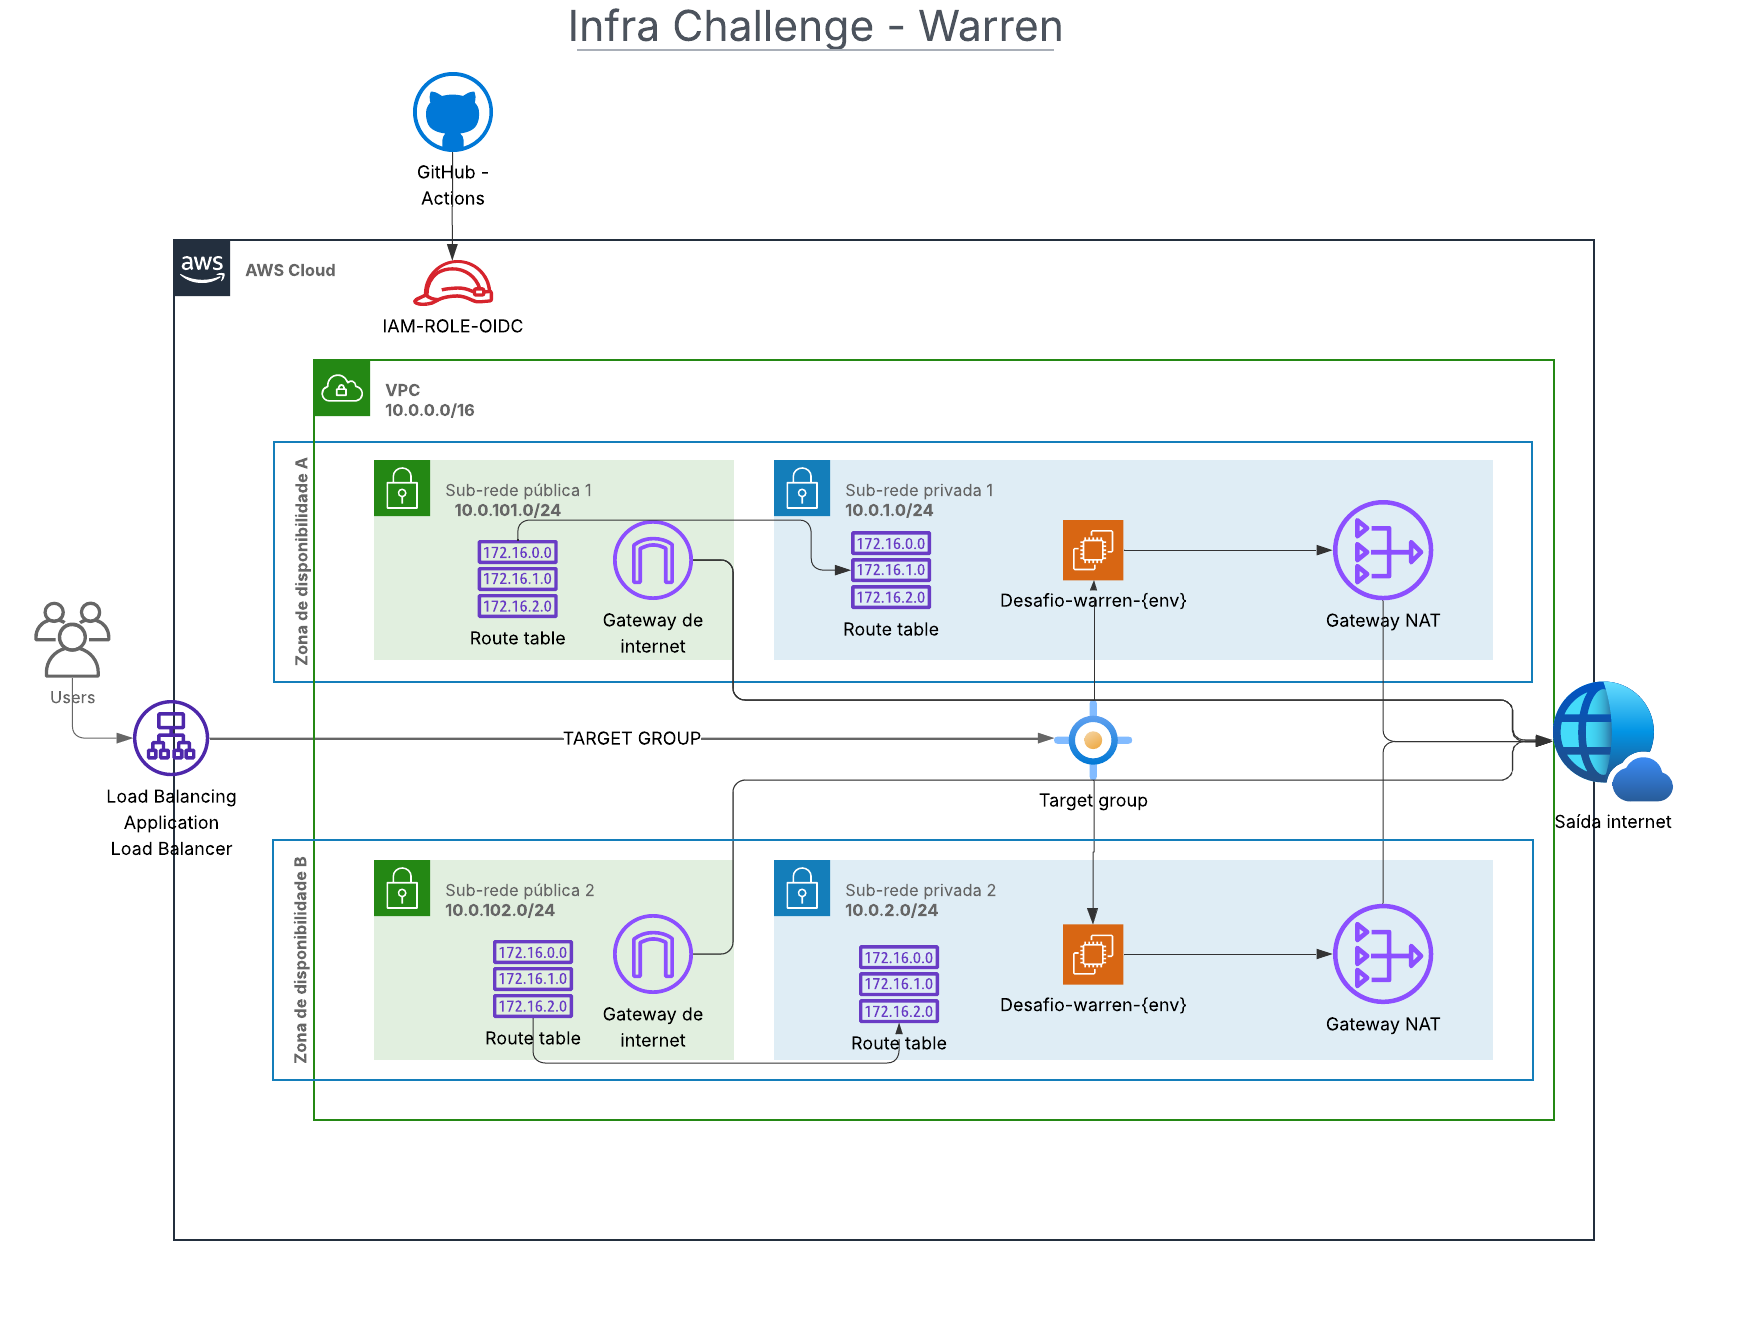 Infra Challenge - Warren
GitHub -
Actions
aws
AWS Cloud
IAM-ROLE-OIDC
VPC
10.0.0.0/16
Zona de disponibilidade A
Sub-rede pública 1
10.0.101.0/24
172.16.0.0
172.16.1.0
172.16.2.0
Route table
Gateway de
internet
Sub-rede privada 1
10.0.1.0/24
172.16.0.0
172.16.1.0
172.16.2.0
Route table
Desafio-warren-{env}
Gateway NAT
Users
Load Balancing
Application
Load Balancer
TARGET GROUP
Target group
Saída internet
Zona de disponibilidade B
Sub-rede pública 2
10.0.102.0/24
172.16.0.0
172.16.1.0
172.16.2.0
Route table
Gateway de
internet
Sub-rede privada 2
10.0.2.0/24
172.16.0.0
172.16.1.0
172.16.2.0
Route table
Desafio-warren-{env}
Gateway NAT